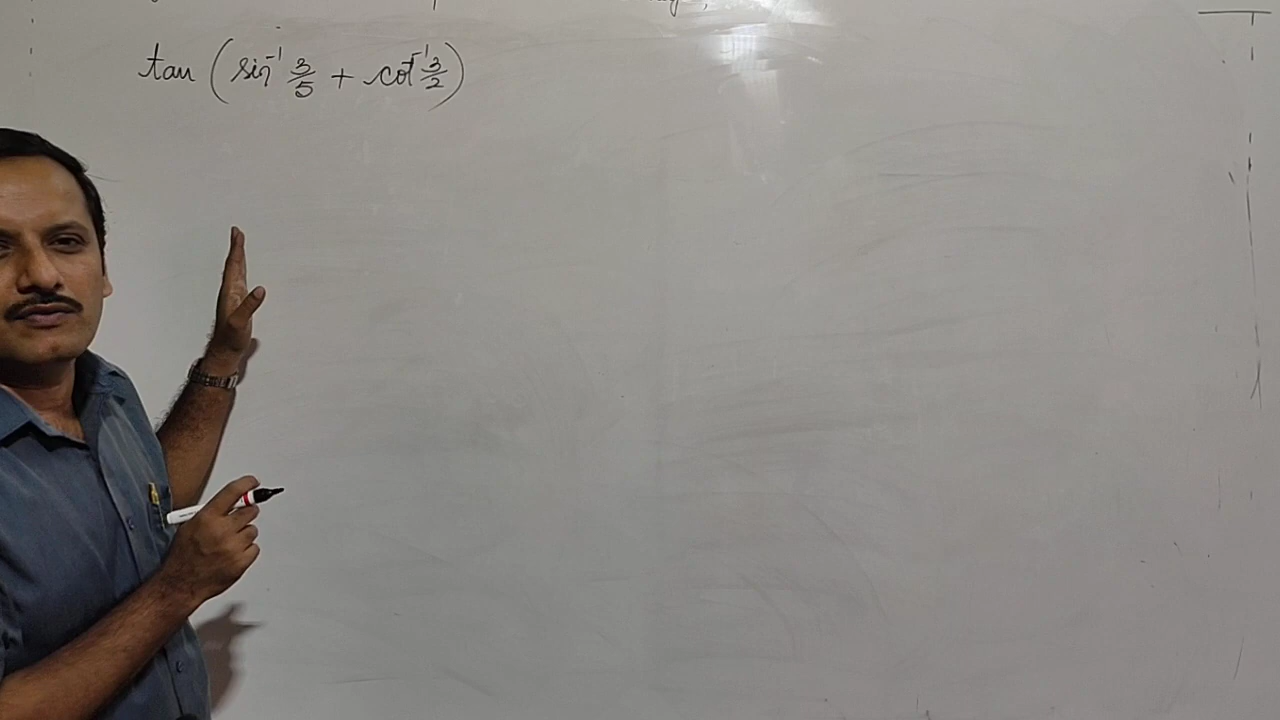 tan (sin⁻¹ 3/5 + cot⁻¹ 3/2)